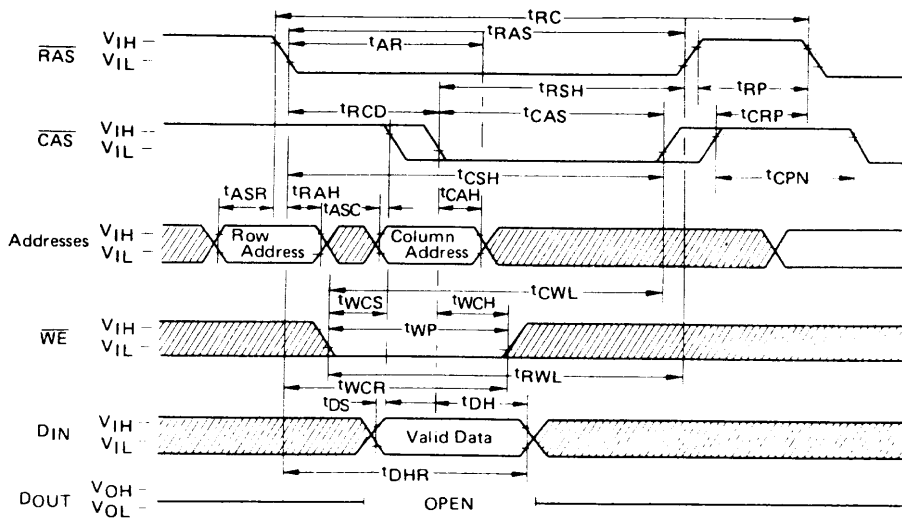 tRC
tRAS
tAR
RAS VIH VIL
tRSH tRP
tRCD tCAS tCRP
CAS VIH VIL
tCSH tCPN
tASR tRAH tASC tCAH
Addresses VIH VIL Row Address Column Address
tCWL
tWCS tWCH
tWP
WE VIH VIL
tRWL
tWCR
tDS tDH
DIN VIH VIL Valid Data
tDHR
DOUT VOH VOL OPEN